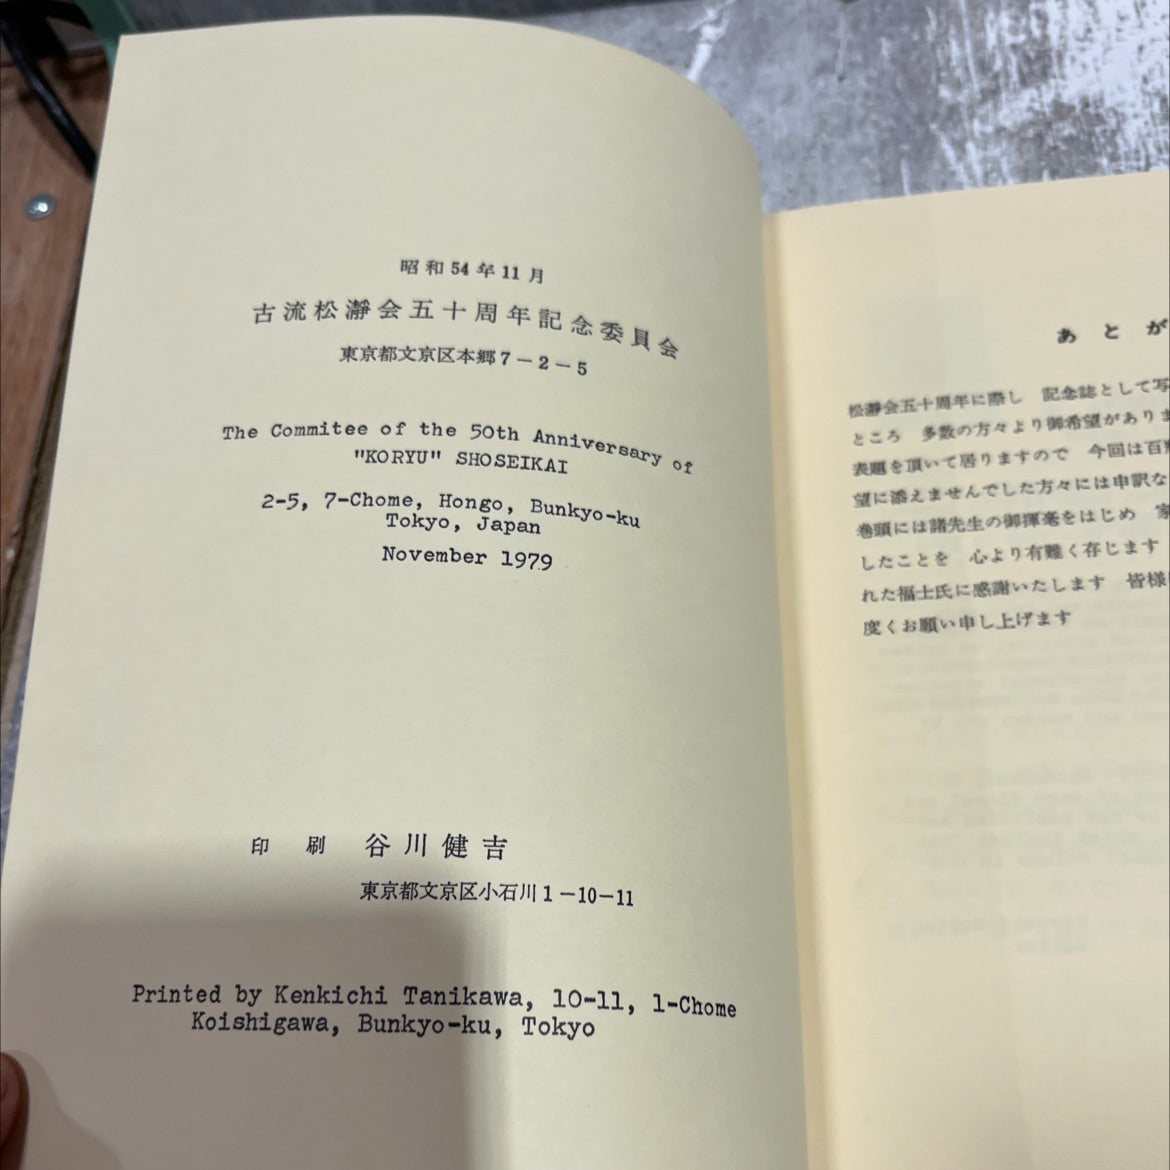 昭和54年11月
古流松瀞会五十周年記念委員会
東京都文京区本郷7－2－5
The Commitee of the 50th Anniversary of
"KORYU" SHOSEIKAI
2-5, 7-Chome, Hongo, Bunkyo-ku
Tokyo, Japan
November 1979
印　刷　谷川健吉
東京都文京区小石川1－10－11
Printed by Kenkichi Tanikawa, 10-11, 1-Chome
Koishigawa, Bunkyo-ku, Tokyo
あとが
松瀞会五十周年に際し　記念誌として写
ところ　多数の方々より御希望がありま
表題を頂いて居りますので　今回は百
望に添えませんでした方々には申訳な
巻頭には諸先生の御揮毫をはじめ　家
したことを　心より有難く存じます
れた福士氏に感謝いたします　皆様
度くお願い申し上げます